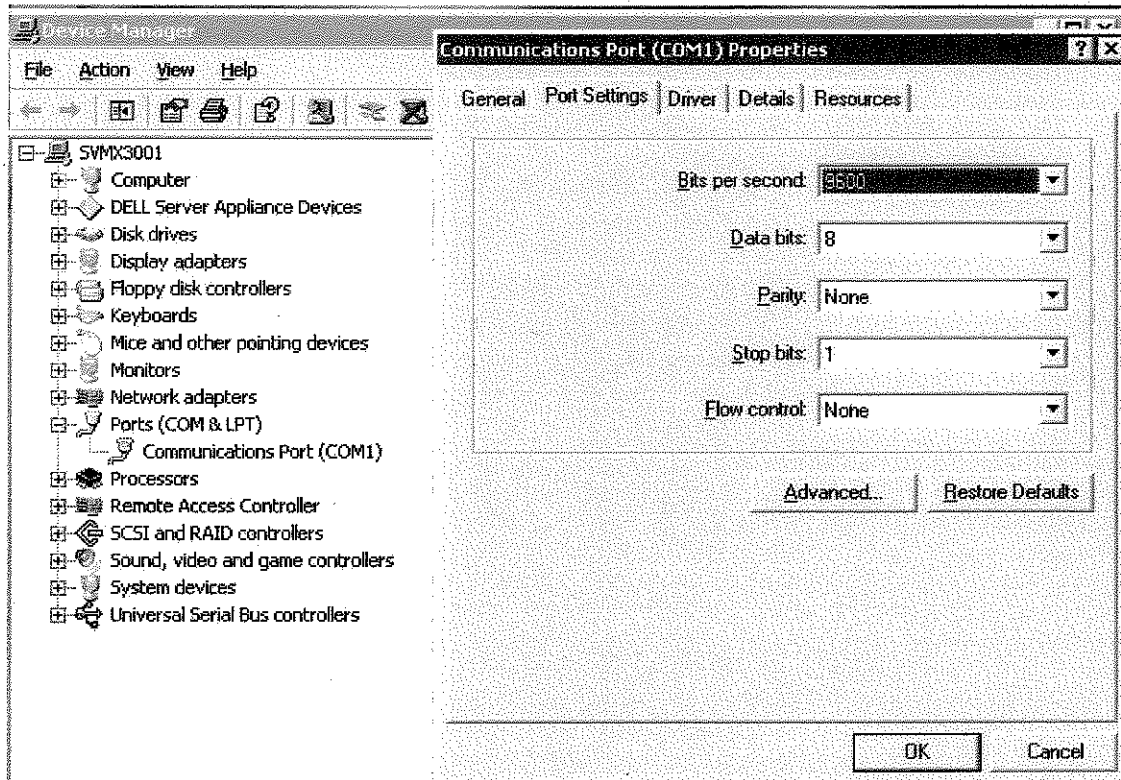 Device Manager
File Action View Help
SVMX3001
Computer
DELL Server Appliance Devices
Disk drives
Display adapters
Floppy disk controllers
Keyboards
Mice and other pointing devices
Monitors
Network adapters
Ports (COM & LPT)
Communications Port (COM1)
Processors
Remote Access Controller
SCSI and RAID controllers
Sound, video and game controllers
System devices
Universal Serial Bus controllers
Communications Port (COM1) Properties
General Port Settings Driver Details Resources
Bits per second: 9600
Data bits: 8
Parity: None
Stop bits: 1
Flow control: None
Advanced... Restore Defaults
OK Cancel